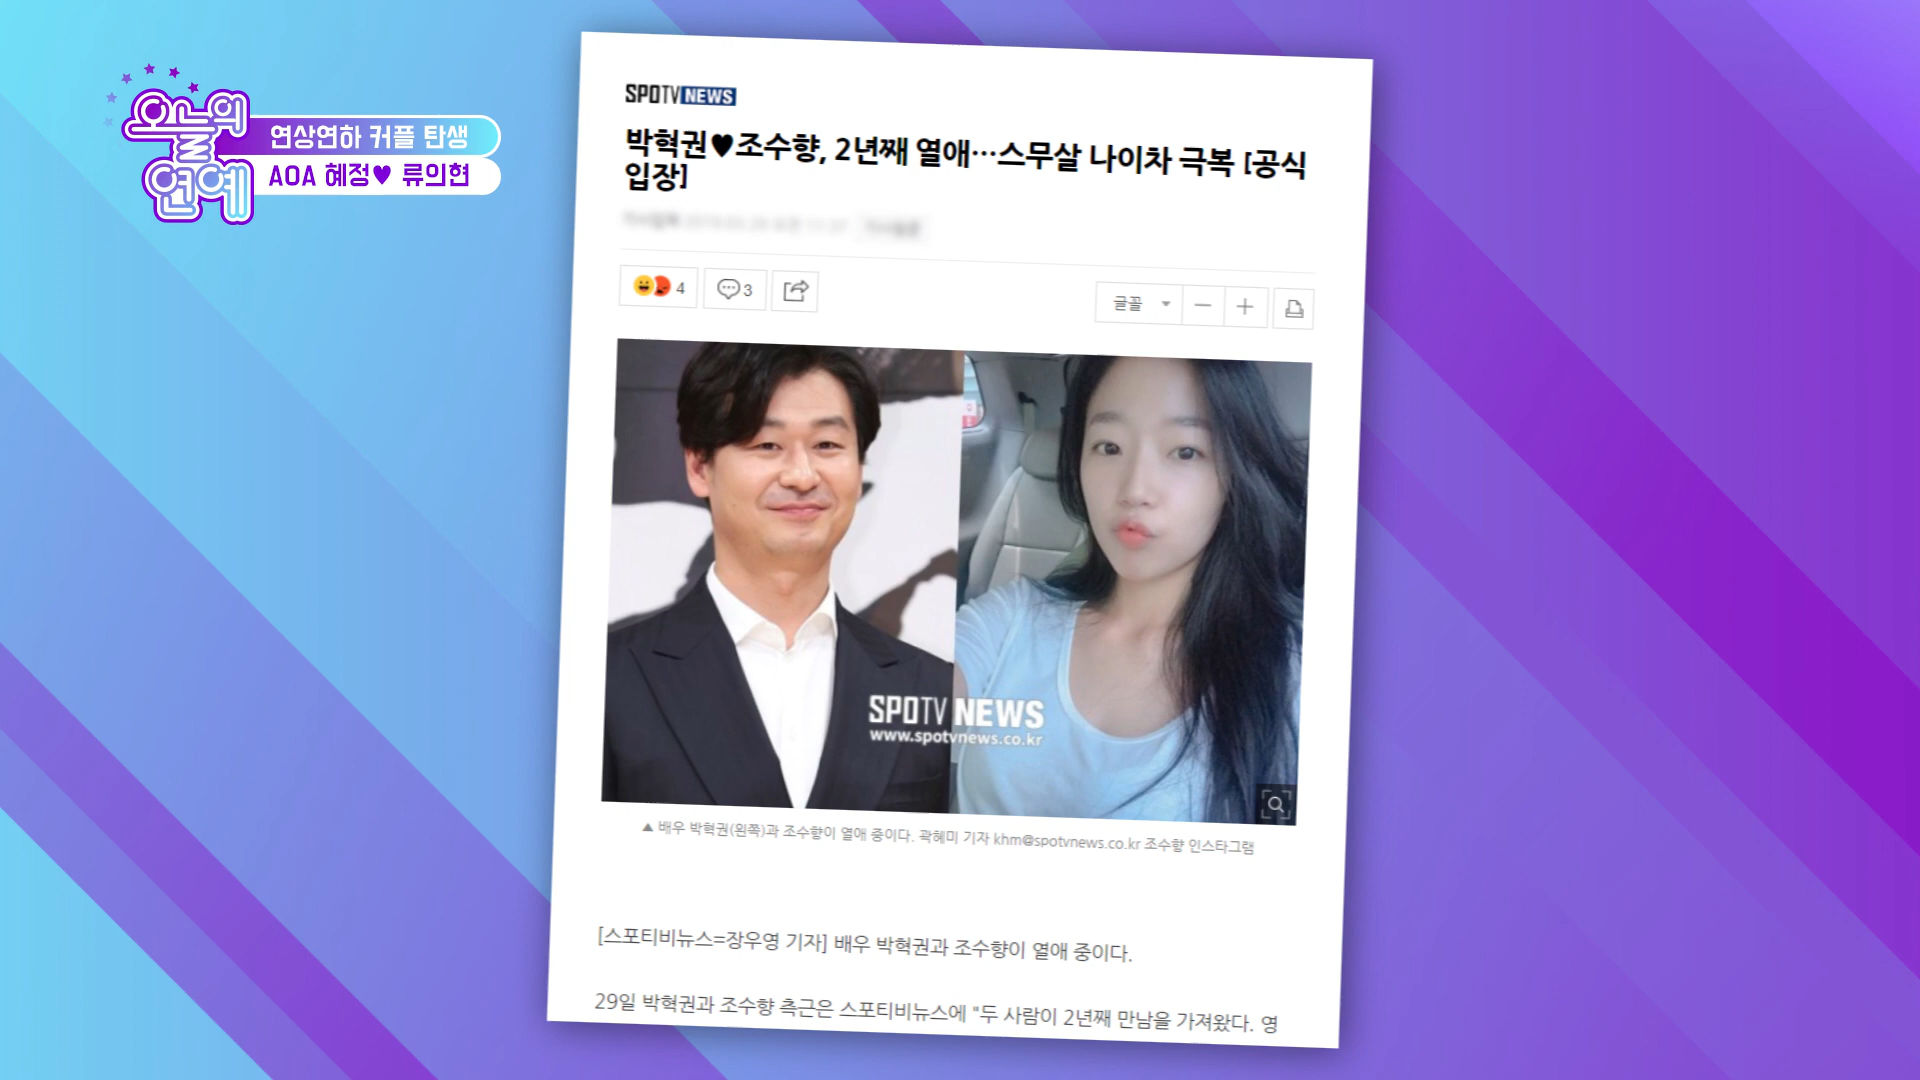 오늘의
연예
연상연하 커플 탄생
AOA 혜정♥ 류의현
SPOTV NEWS
박혁권♥조수향, 2년째 열애…스무살 나이차 극복 [공식
입장]
4
3
글꼴
SPOTV NEWS
www.spotvnews.co.kr
▲ 배우 박혁권(왼쪽)과 조수향이 열애 중이다. 곽혜미 기자 khm@spotvnews.co.kr 조수향 인스타그램
[스포티비뉴스=장우영 기자] 배우 박혁권과 조수향이 열애 중이다.
29일 박혁권과 조수향 측근은 스포티비뉴스에 "두 사람이 2년째 만남을 가져왔다. 영